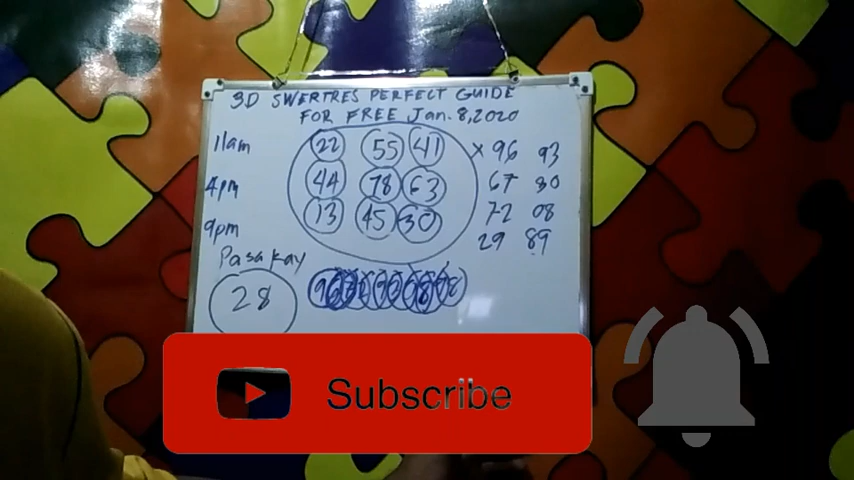 3D SWERTRES PERFECT GUIDE
FOR FREE Jan. 8, 2020
11am 22 55 41 x 96 93
4pm 44 78 63 67 80
9pm 13 45 30 72 08
29 89
Pasakay
28
Subscribe